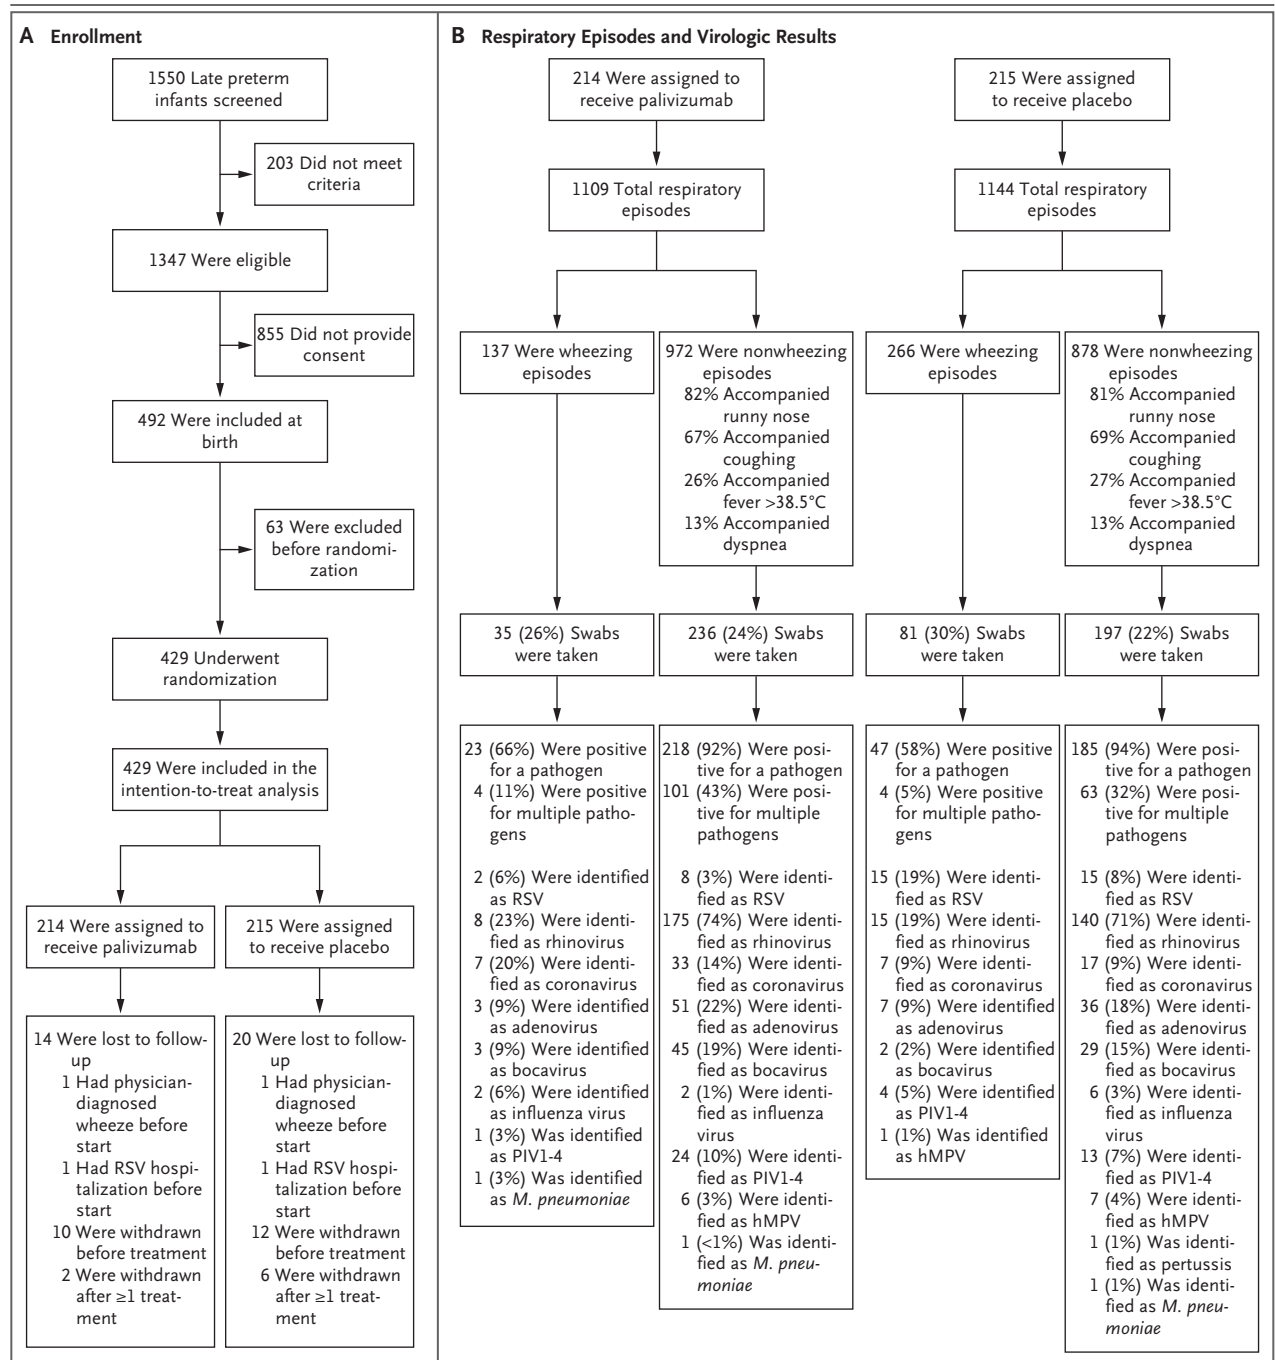 A Enrollment
1550 Late preterm
infants screened
203 Did not meet
criteria
1347 Were eligible
855 Did not provide
consent
492 Were included at
birth
63 Were excluded
before randomi-
zation
429 Underwent
randomization
429 Were included in the
intention-to-treat analysis
214 Were assigned to
receive palivizumab
215 Were assigned
to receive placebo
14 Were lost to follow-
up
1 Had physician-
diagnosed
wheeze before
start
1 Had RSV hospi-
talization before
start
10 Were withdrawn
before treatment
2 Were withdrawn
after ≥1 treat-
ment
20 Were lost to follow-
up
1 Had physician-
diagnosed
wheeze before
start
1 Had RSV hospi-
talization before
start
12 Were withdrawn
before treatment
6 Were withdrawn
after ≥1 treat-
ment
B Respiratory Episodes and Virologic Results
214 Were assigned to
receive palivizumab
215 Were assigned
to receive placebo
1109 Total respiratory
episodes
1144 Total respiratory
episodes
137 Were wheezing
episodes
972 Were nonwheezing
episodes
82% Accompanied
runny nose
67% Accompanied
coughing
26% Accompanied
fever >38.5°C
13% Accompanied
dyspnea
266 Were wheezing
episodes
878 Were nonwheezing
episodes
81% Accompanied
runny nose
69% Accompanied
coughing
27% Accompanied
fever >38.5°C
13% Accompanied
dyspnea
35 (26%) Swabs
were taken
236 (24%) Swabs
were taken
81 (30%) Swabs
were taken
197 (22%) Swabs
were taken
23 (66%) Were positive
for a pathogen
4 (11%) Were positive
for multiple patho-
gens
2 (6%) Were identified
as RSV
8 (23%) Were identi-
fied as rhinovirus
7 (20%) Were identi-
fied as coronavirus
3 (9%) Were identified
as adenovirus
3 (9%) Were identified
as bocavirus
2 (6%) Were identified
as influenza virus
1 (3%) Was identified
as PIV1-4
1 (3%) Was identified
as M. pneumoniae
218 (92%) Were posi-
tive for a pathogen
101 (43%) Were pos-
itive for multiple
pathogens
8 (3%) Were identi-
fied as RSV
175 (74%) Were identi-
fied as rhinovirus
33 (14%) Were identi-
fied as coronavirus
51 (22%) Were identi-
fied as adenovirus
45 (19%) Were identi-
fied as bocavirus
2 (1%) Were identi-
fied as influenza
virus
24 (10%) Were identi-
fied as PIV1-4
6 (3%) Were identi-
fied as hMPV
1 (<1%) Was identi-
fied as M. pneu-
moniae
47 (58%) Were positive
for a pathogen
4 (5%) Were positive
for multiple patho-
gens
15 (19%) Were identi-
fied as RSV
15 (19%) Were identi-
fied as rhinovirus
7 (9%) Were identi-
fied as coronavirus
7 (9%) Were identified
as adenovirus
2 (2%) Were identified
as bocavirus
4 (5%) Were identified
as PIV1-4
1 (1%) Was identified
as hMPV
185 (94%) Were posi-
tive for a pathogen
63 (32%) Were posi-
tive for multiple
pathogens
15 (8%) Were identi-
fied as RSV
140 (71%) Were identi-
fied as rhinovirus
17 (9%) Were identi-
fied as coronavirus
36 (18%) Were identi-
fied as adenovirus
29 (15%) Were identi-
fied as bocavirus
6 (3%) Were identi-
fied as influenza
virus
13 (7%) Were identi-
fied as PIV1-4
7 (4%) Were identi-
fied as hMPV
1 (1%) Was identi-
fied as pertussis
1 (1%) Was identi-
fied as M. pneu-
moniae